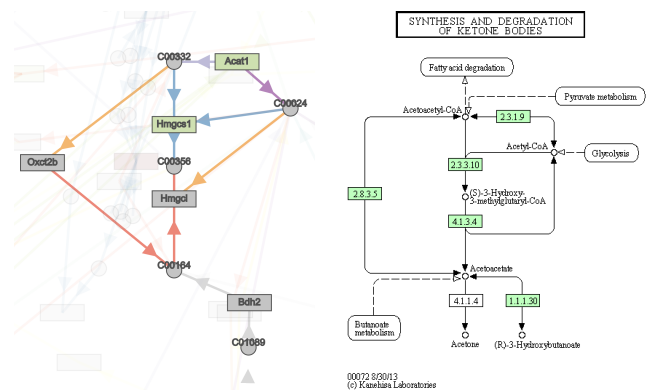 C00332
Acat1
C00024
Hmgcs1
Oxct2b
C00356
Hmgcl
C00164
Bdh2
C01089
SYNTHESIS AND DEGRADATION
OF KETONE BODIES
Fatty acid degradation
Pyruvate metabolism
Acetoacetyl-CoA
2.3.1.9
Acetyl-CoA
Glycolysis
2.3.3.10
2.8.3.5
(S)-3-Hydroxy-
3-methylglutaryl-CoA
4.1.3.4
Acetoacetate
4.1.1.4
1.1.1.30
Butanoate
metabolism
Acetone
(R)-3-Hydroxybutanoate
00072 8/30/13
(c) Kanehisa Laboratories